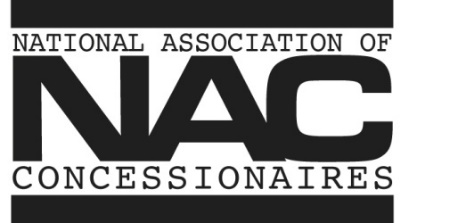 NATIONAL ASSOCIATION OF
NAC
CONCESSIONAIRES